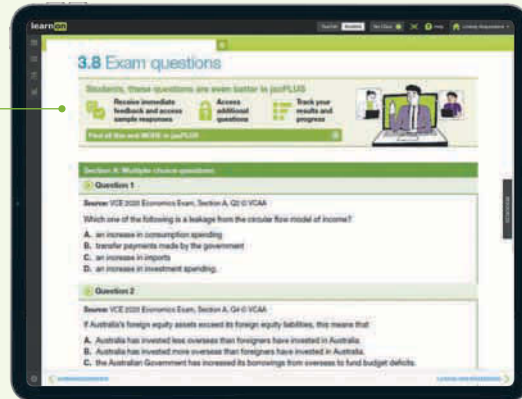 learnon
Teacher Student
Help
3.8 Exam questions
Students, these questions are even better in jacPLUS
Receive immediate feedback and access sample responses
Access additional questions
Track your results and progress
Find all this and MORE in jacPLUS
Section A: Multiple choice questions
Question 1
Source: VCE 2020 Economics Exam, Section A, Q2 © VCAA
Which one of the following is a leakage from the circular flow model of income?
A. an increase in consumption spending
B. transfer payments made by the government
C. an increase in imports
D. an increase in investment spending.
Question 2
Source: VCE 2020 Economics Exam, Section A, Q4 © VCAA
If Australia's foreign equity assets exceed its foreign equity liabilities, this means that
A. Australia has invested less overseas than foreigners have invested in Australia.
B. Australia has invested more overseas than foreigners have invested in Australia.
C. the Australian Government has increased its borrowings from overseas to fund budget deficits.